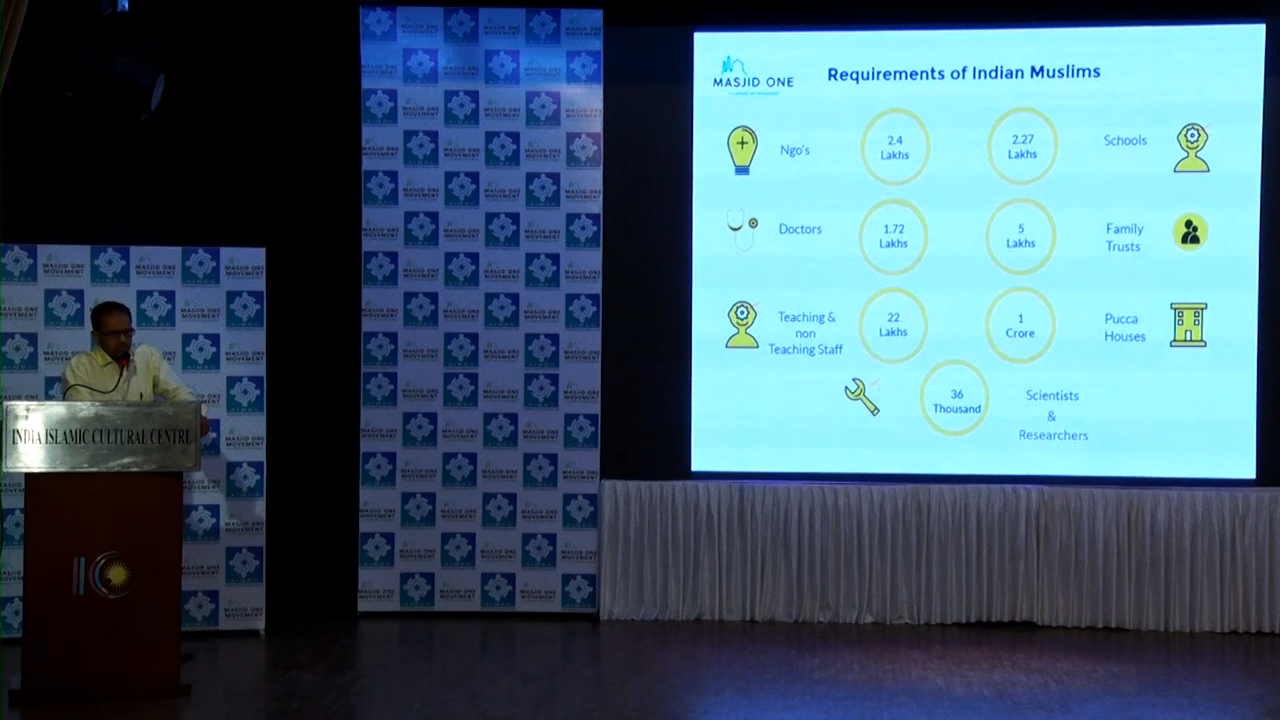 MASJID ONE
Requirements of Indian Muslims
Ngo's
2.4
Lakhs
2.27
Lakhs
Schools
Doctors
1.72
Lakhs
5
Lakhs
Family
Trusts
Teaching &
non
Teaching Staff
22
Lakhs
1
Crore
Pucca
Houses
36
Thousand
Scientists
&
Researchers
INDIA ISLAMIC CULTURAL CENTRE
MASJID ONE
MOVEMENT